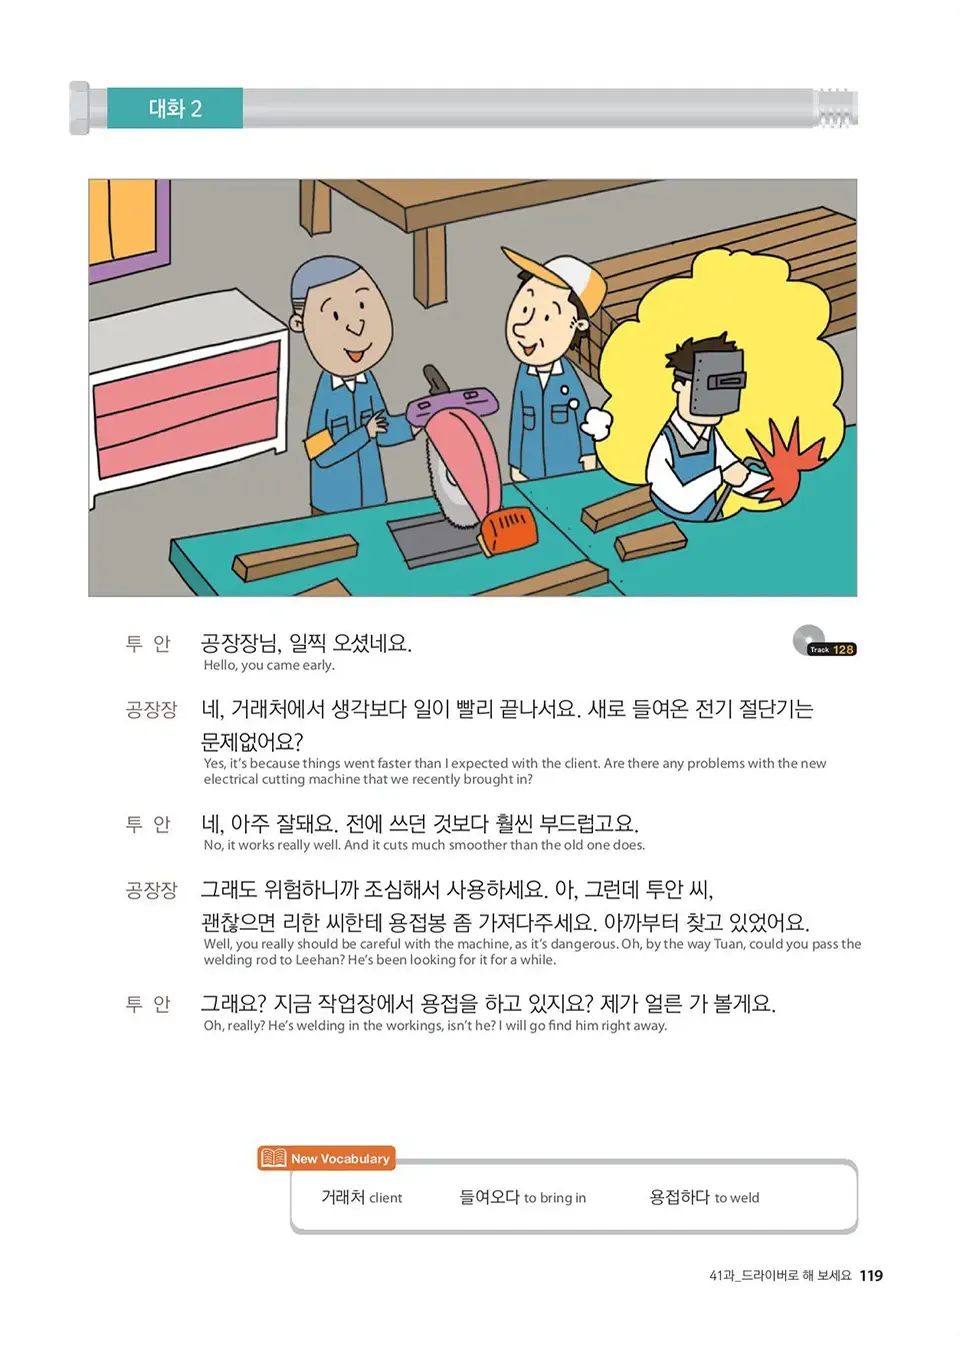 대화 2
투 안 공장장님, 일찍 오셨네요.
Hello, you came early.
Track 128
공장장 네, 거래처에서 생각보다 일이 빨리 끝나서요. 새로 들여온 전기 절단기는
문제없어요?
Yes, it's because things went faster than I expected with the client. Are there any problems with the new
electrical cutting machine that we recently brought in?
투 안 네, 아주 잘돼요. 전에 쓰던 것보다 훨씬 부드럽고요.
No, it works really well. And it cuts much smoother than the old one does.
공장장 그래도 위험하니까 조심해서 사용하세요. 아, 그런데 투안 씨,
괜찮으면 리한 씨한테 용접봉 좀 가져다주세요. 아까부터 찾고 있었어요.
Well, you really should be careful with the machine, as it's dangerous. Oh, by the way Tuan, could you pass the
welding rod to Leehan? He's been looking for it for a while.
투 안 그래요? 지금 작업장에서 용접을 하고 있지요? 제가 얼른 가 볼게요.
Oh, really? He's welding in the workings, isn't he? I will go find him right away.
New Vocabulary
거래처 client 들여오다 to bring in 용접하다 to weld
41과_드라이버로 해 보세요 119